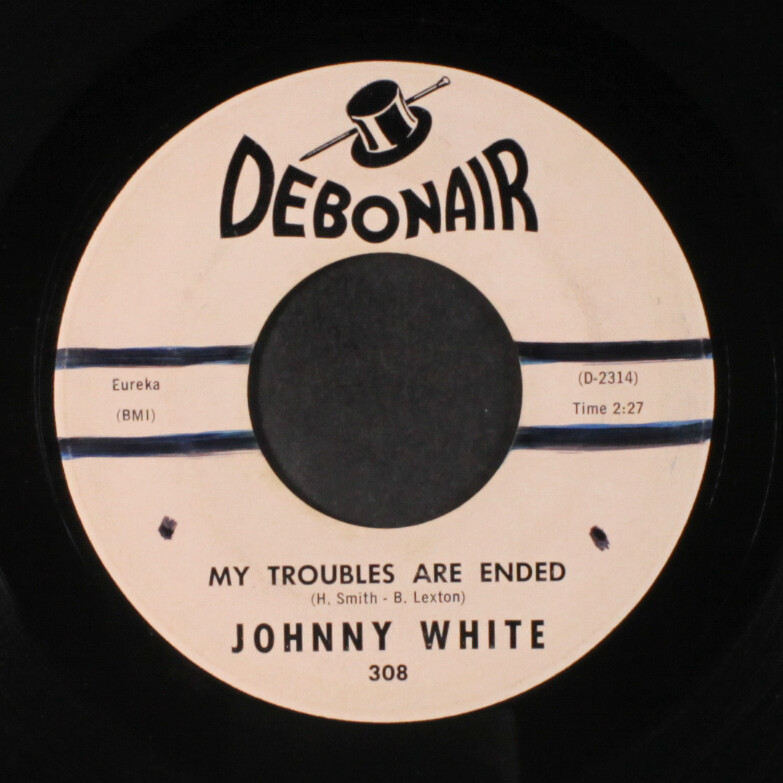 DEBONAIR
Eureka
(BMI)
(D-2314)
Time 2:27
MY TROUBLES ARE ENDED
(H. Smith - B. Lexton)
JOHNNY WHITE
308